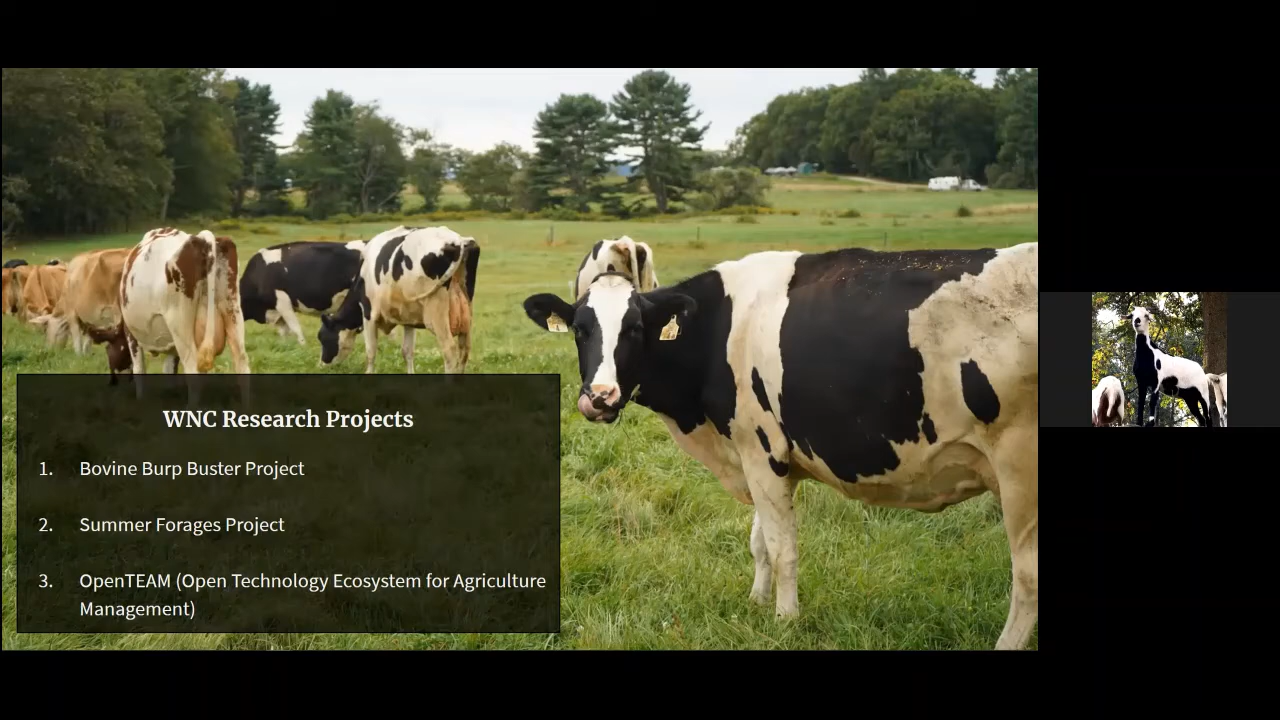 WNC Research Projects
1. Bovine Burp Buster Project
2. Summer Forages Project
3. OpenTEAM (Open Technology Ecosystem for Agriculture
Management)